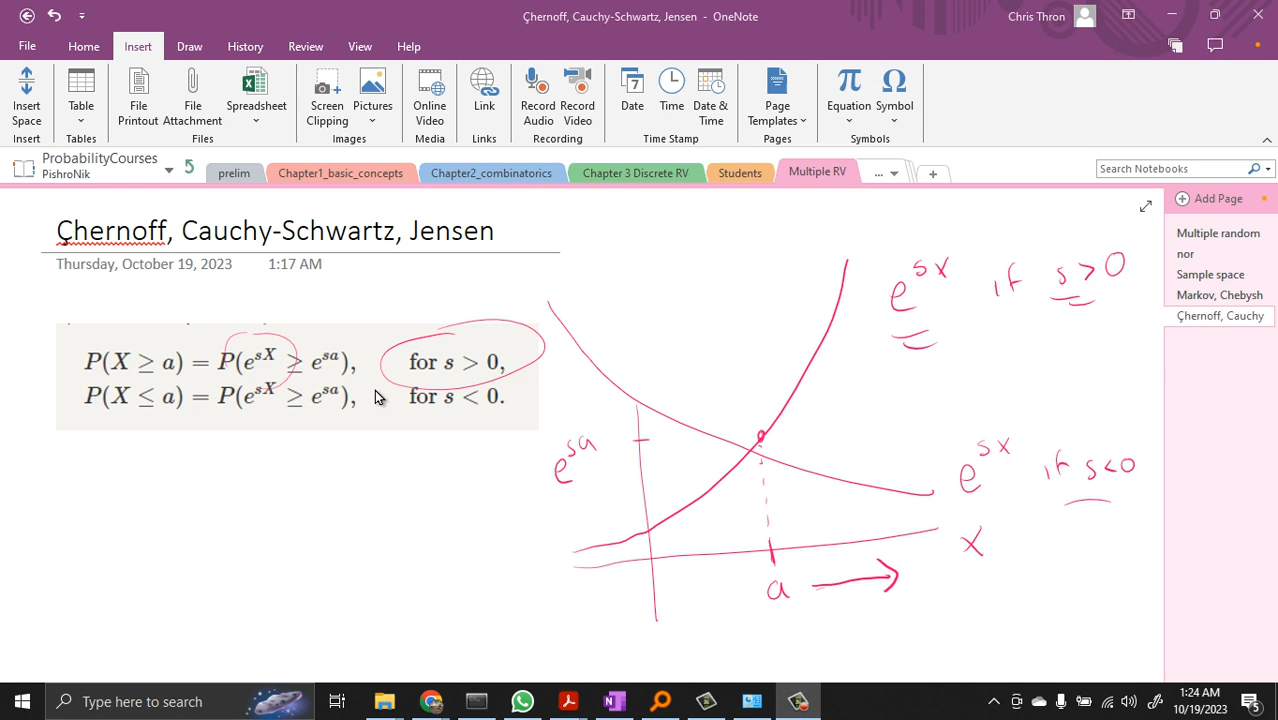 Çhernoff, Cauchy-Schwartz, Jensen - OneNote
Chris Thron
File Home Insert Draw History Review View Help
Insert Space
Table
File Printout
File Attachment
Spreadsheet
Screen Clipping
Pictures
Online Video
Link
Record Audio
Record Video
Date
Time
Date & Time
Page Templates
Equation
Symbol
Insert Tables Files Images Media Links Recording Time Stamp Pages Symbols
ProbabilityCourses
PishroNik
prelim Chapter1_basic_concepts Chapter2_combinatorics Chapter 3 Discrete RV Students Multiple RV ... +
Search Notebooks
Add Page
Multiple random
nor
Sample space
Markov, Chebysh
Çhernoff, Cauchy
Çhernoff, Cauchy-Schwartz, Jensen
Thursday, October 19, 2023 1:17 AM
P(X ≥ a) = P(e^{sX} ≥ e^{sa}), for s > 0,
P(X ≤ a) = P(e^{sX} ≥ e^{sa}), for s < 0.
e^{sx} if s > 0
e^{sa}
e^{sx} if s < 0
x
a
Type here to search
1:24 AM
10/19/2023
5